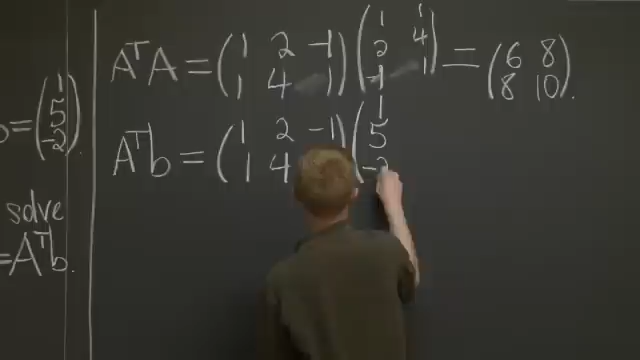 AᵀA = (1 2 -1; 1 4 1)(1 1; 2 4; -1 1) = (6 8; 8 10).
Aᵀb = (1 2 -1; 1 4)(1; 5; -2
= (1; 5; -2).
solve
=Aᵀb.